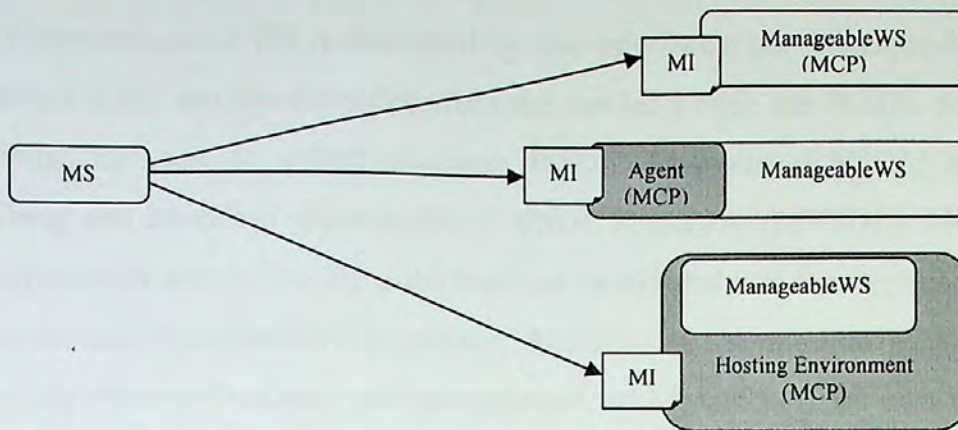 ManageableWS
(MCP)
MI
MS
MI
Agent
(MCP)
ManageableWS
ManageableWS
MI
Hosting Environment
(MCP)